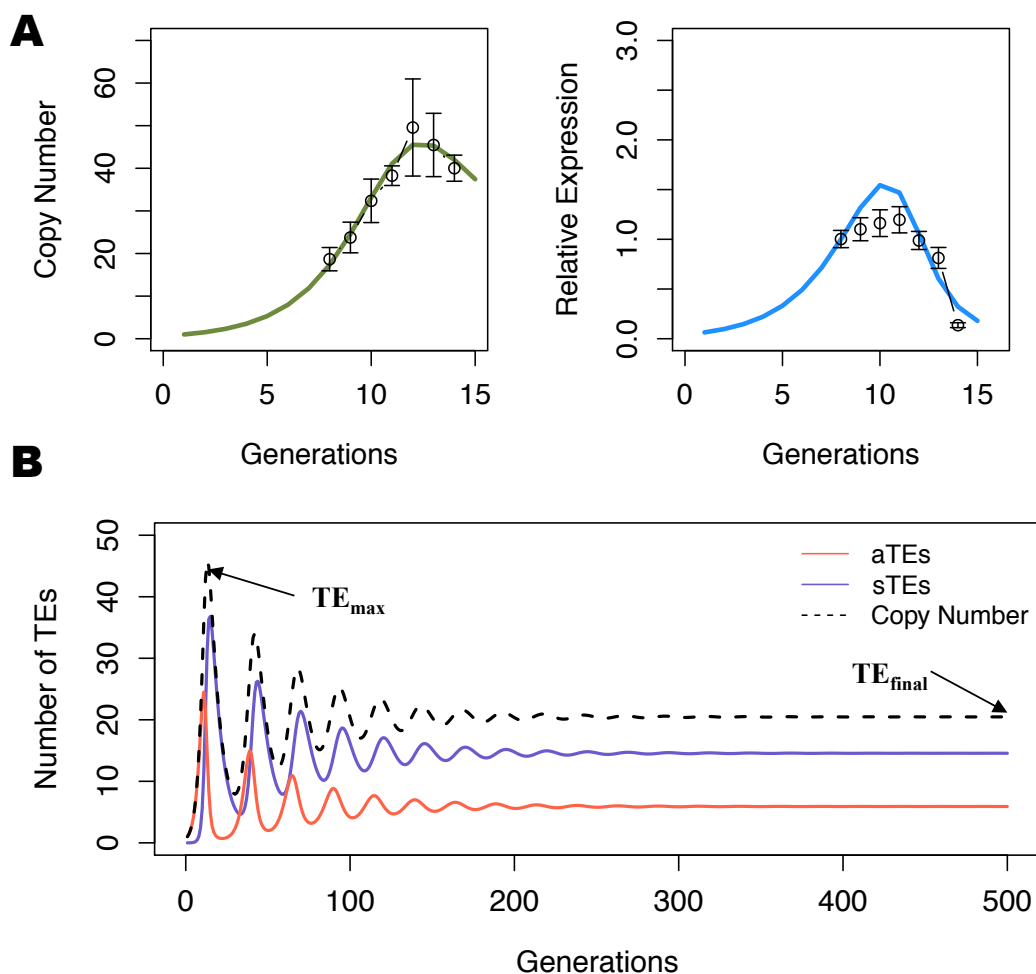 A
Copy Number
60
40
20
0
0 5 10 15
Generations
Relative Expression
3.0
2.0
1.0
0.0
0 5 10 15
Generations
B
Number of TEs
50
40
30
20
10
0
TEmax
aTEs
sTEs
Copy Number
TEfinal
0 100 200 300 400 500
Generations